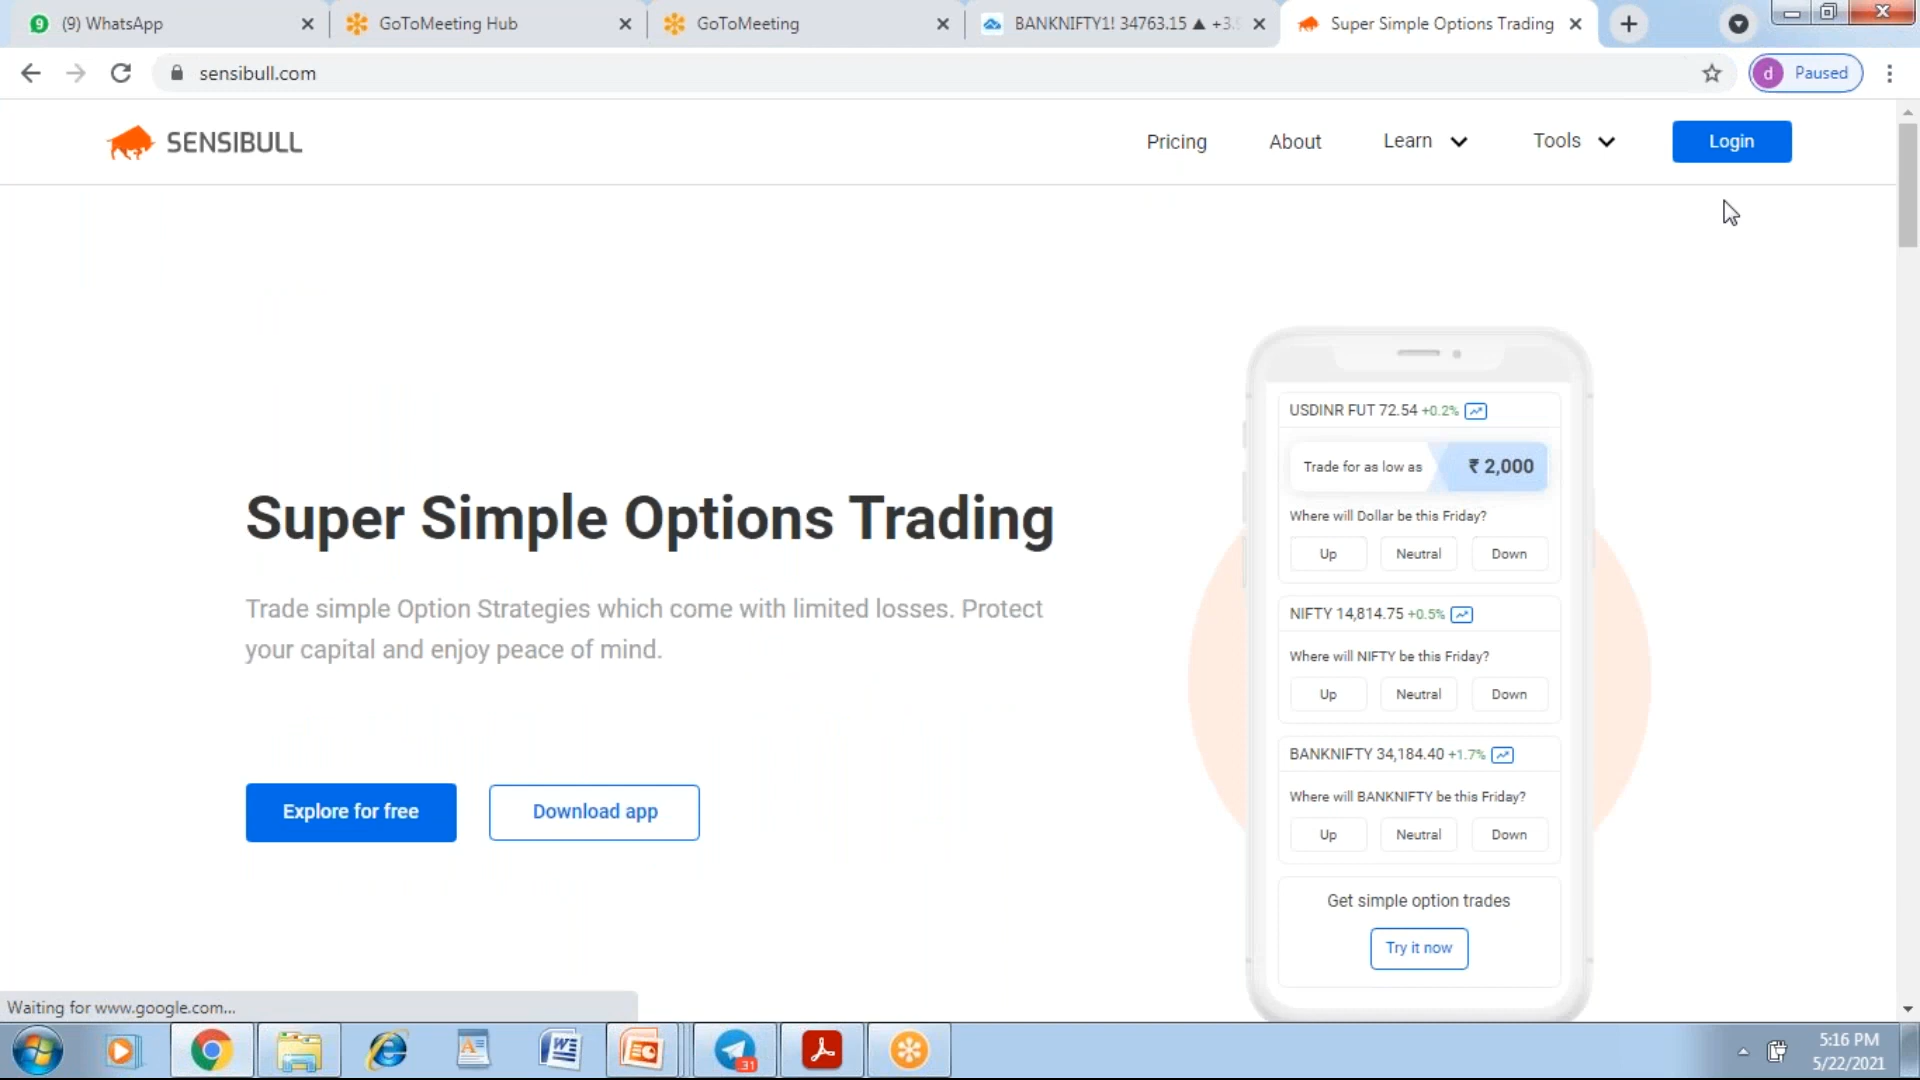 9 (9) WhatsApp
GoToMeeting Hub
GoToMeeting
BANKNIFTY1! 34763.15 ▲ +3.
Super Simple Options Trading
sensibull.com
d Paused
SENSIBULL
Pricing
About
Learn
Tools
Login
USDINR FUT 72.54 +0.2%
Trade for as low as ₹ 2,000
Where will Dollar be this Friday?
Up Neutral Down
NIFTY 14,814.75 +0.5%
Where will NIFTY be this Friday?
Up Neutral Down
BANKNIFTY 34,184.40 +1.7%
Where will BANKNIFTY be this Friday?
Up Neutral Down
Get simple option trades
Try it now
Super Simple Options Trading
Trade simple Option Strategies which come with limited losses. Protect
your capital and enjoy peace of mind.
Explore for free
Download app
Waiting for www.google.com...
31
5:16 PM
5/22/2021